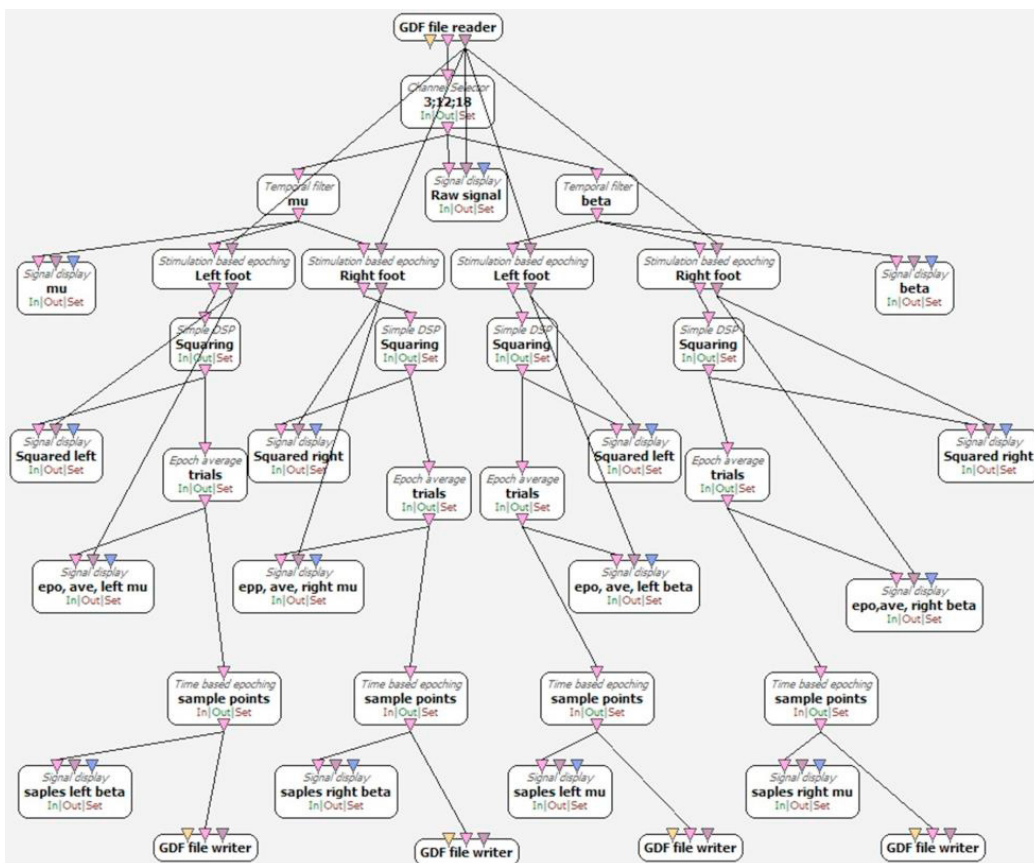 GDF file reader
Channel Selector
3;12;18
In|Out|Set
Temporal filter
mu
Signal display
Raw signal
In|Out|Set
Temporal filter
beta
Signal display
mu
In|Out|Set
Stimulation based epoching
Left foot
Stimulation based epoching
Right foot
Stimulation based epoching
Left foot
Stimulation based epoching
Right foot
Signal display
beta
In|Out|Set
Simple DSP
Squaring
In|Out|Set
Simple DSP
Squaring
In|Out|Set
Simple DSP
Squaring
In|Out|Set
Simple DSP
Squaring
In|Out|Set
Signal display
Squared left
In|Out|Set
Signal display
Squared right
In|Out|Set
Signal display
Squared left
In|Out|Set
Signal display
Squared right
In|Out|Set
Epoch average
trials
In|Out|Set
Epoch average
trials
In|Out|Set
Epoch average
trials
In|Out|Set
Epoch average
trials
In|Out|Set
Signal display
epo, ave, left mu
In|Out|Set
Signal display
epp, ave, right mu
In|Out|Set
Signal display
epo, ave, left beta
In|Out|Set
Signal display
epo,ave, right beta
In|Out|Set
Time based epoching
sample points
In|Out|Set
Time based epoching
sample points
In|Out|Set
Time based epoching
sample points
In|Out|Set
Time based epoching
sample points
In|Out|Set
Signal display
saples left beta
In|Out|Set
Signal display
saples right beta
In|Out|Set
Signal display
saples left mu
In|Out|Set
Signal display
saples right mu
In|Out|Set
GDF file writer
GDF file writer
GDF file writer
GDF file writer